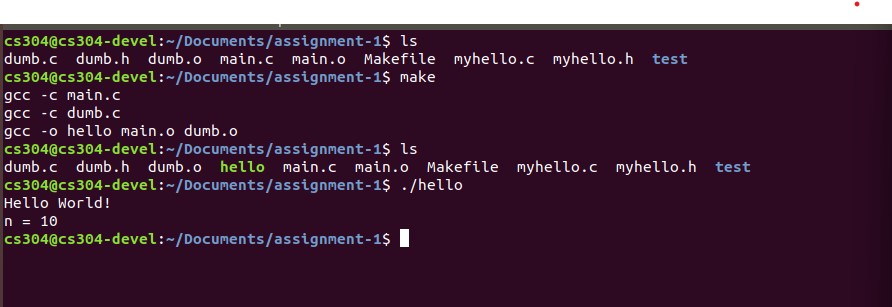 cs304@cs304-devel:~/Documents/assignment-1$ ls
dumb.c  dumb.h  dumb.o  main.c  main.o  Makefile  myhello.c  myhello.h  test
cs304@cs304-devel:~/Documents/assignment-1$ make
gcc -c main.c
gcc -c dumb.c
gcc -o hello main.o dumb.o
cs304@cs304-devel:~/Documents/assignment-1$ ls
dumb.c  dumb.h  dumb.o  hello  main.c  main.o  Makefile  myhello.c  myhello.h  test
cs304@cs304-devel:~/Documents/assignment-1$ ./hello
Hello World!
n = 10
cs304@cs304-devel:~/Documents/assignment-1$